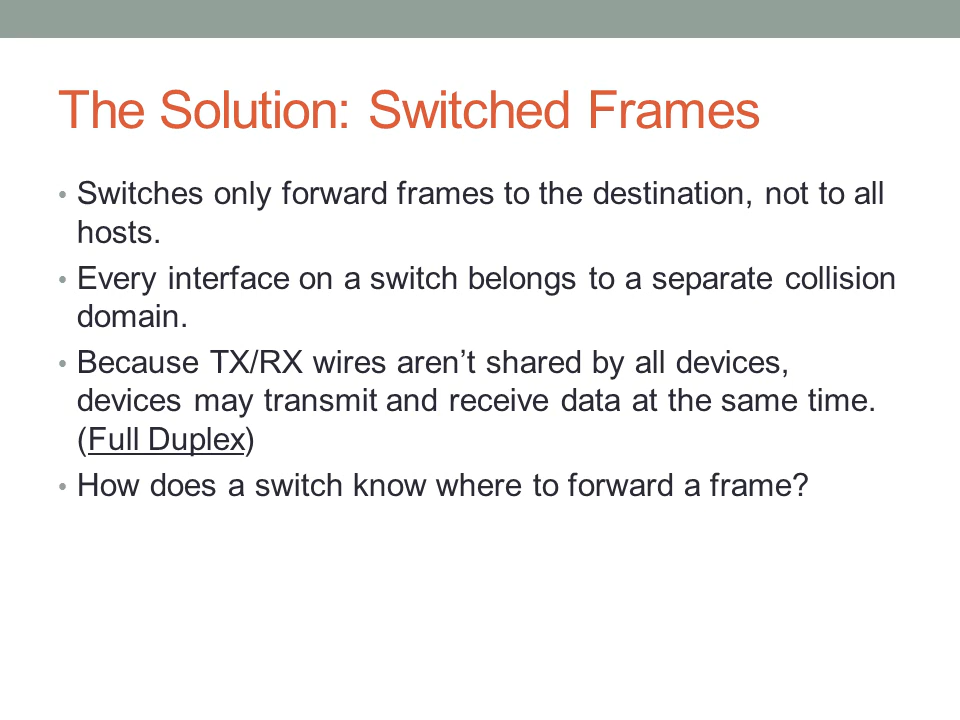 The Solution: Switched Frames
• Switches only forward frames to the destination, not to all
hosts.
• Every interface on a switch belongs to a separate collision
domain.
• Because TX/RX wires aren’t shared by all devices,
devices may transmit and receive data at the same time.
(Full Duplex)
• How does a switch know where to forward a frame?